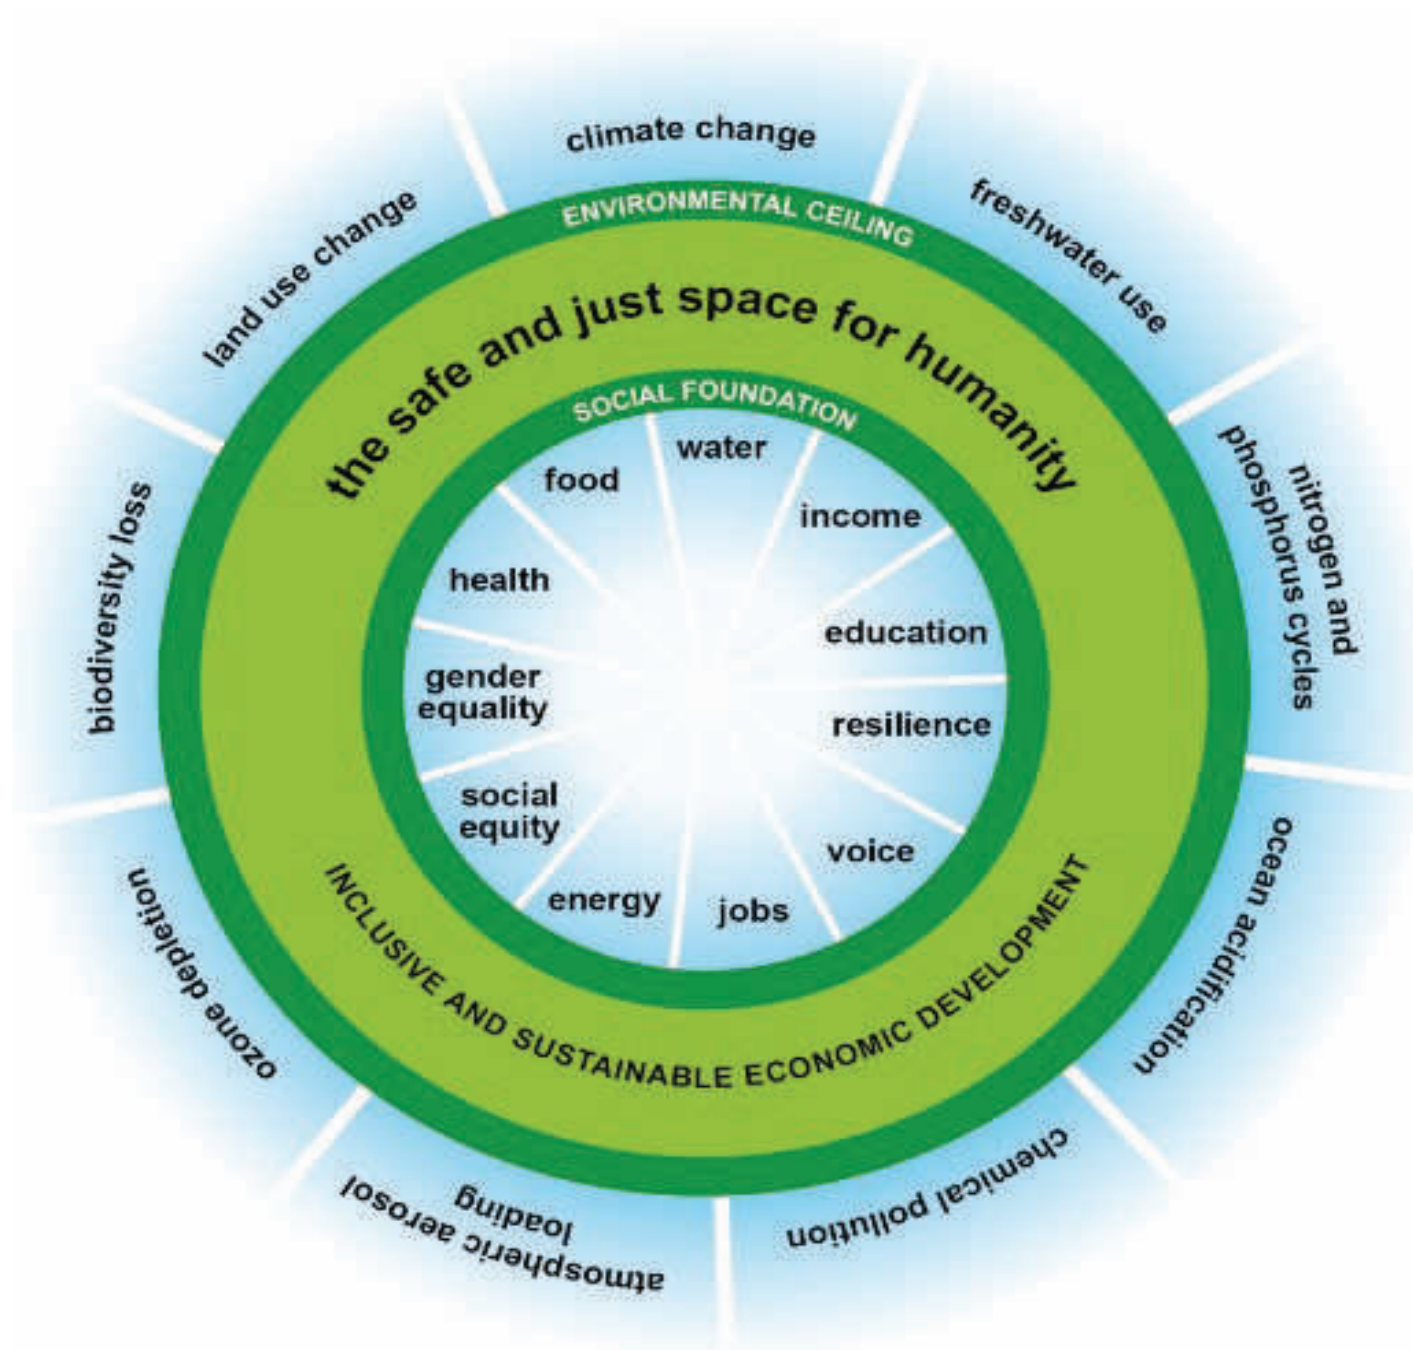 climate change
freshwater use
nitrogen and
phosphorus cycles
ocean acidification
chemical pollution
atmospheric aerosol
loading
ozone depletion
biodiversity loss
land use change
ENVIRONMENTAL CEILING
the safe and just space for humanity
SOCIAL FOUNDATION
water
income
education
resilience
voice
jobs
energy
social
equity
gender
equality
health
food
INCLUSIVE AND SUSTAINABLE ECONOMIC DEVELOPMENT